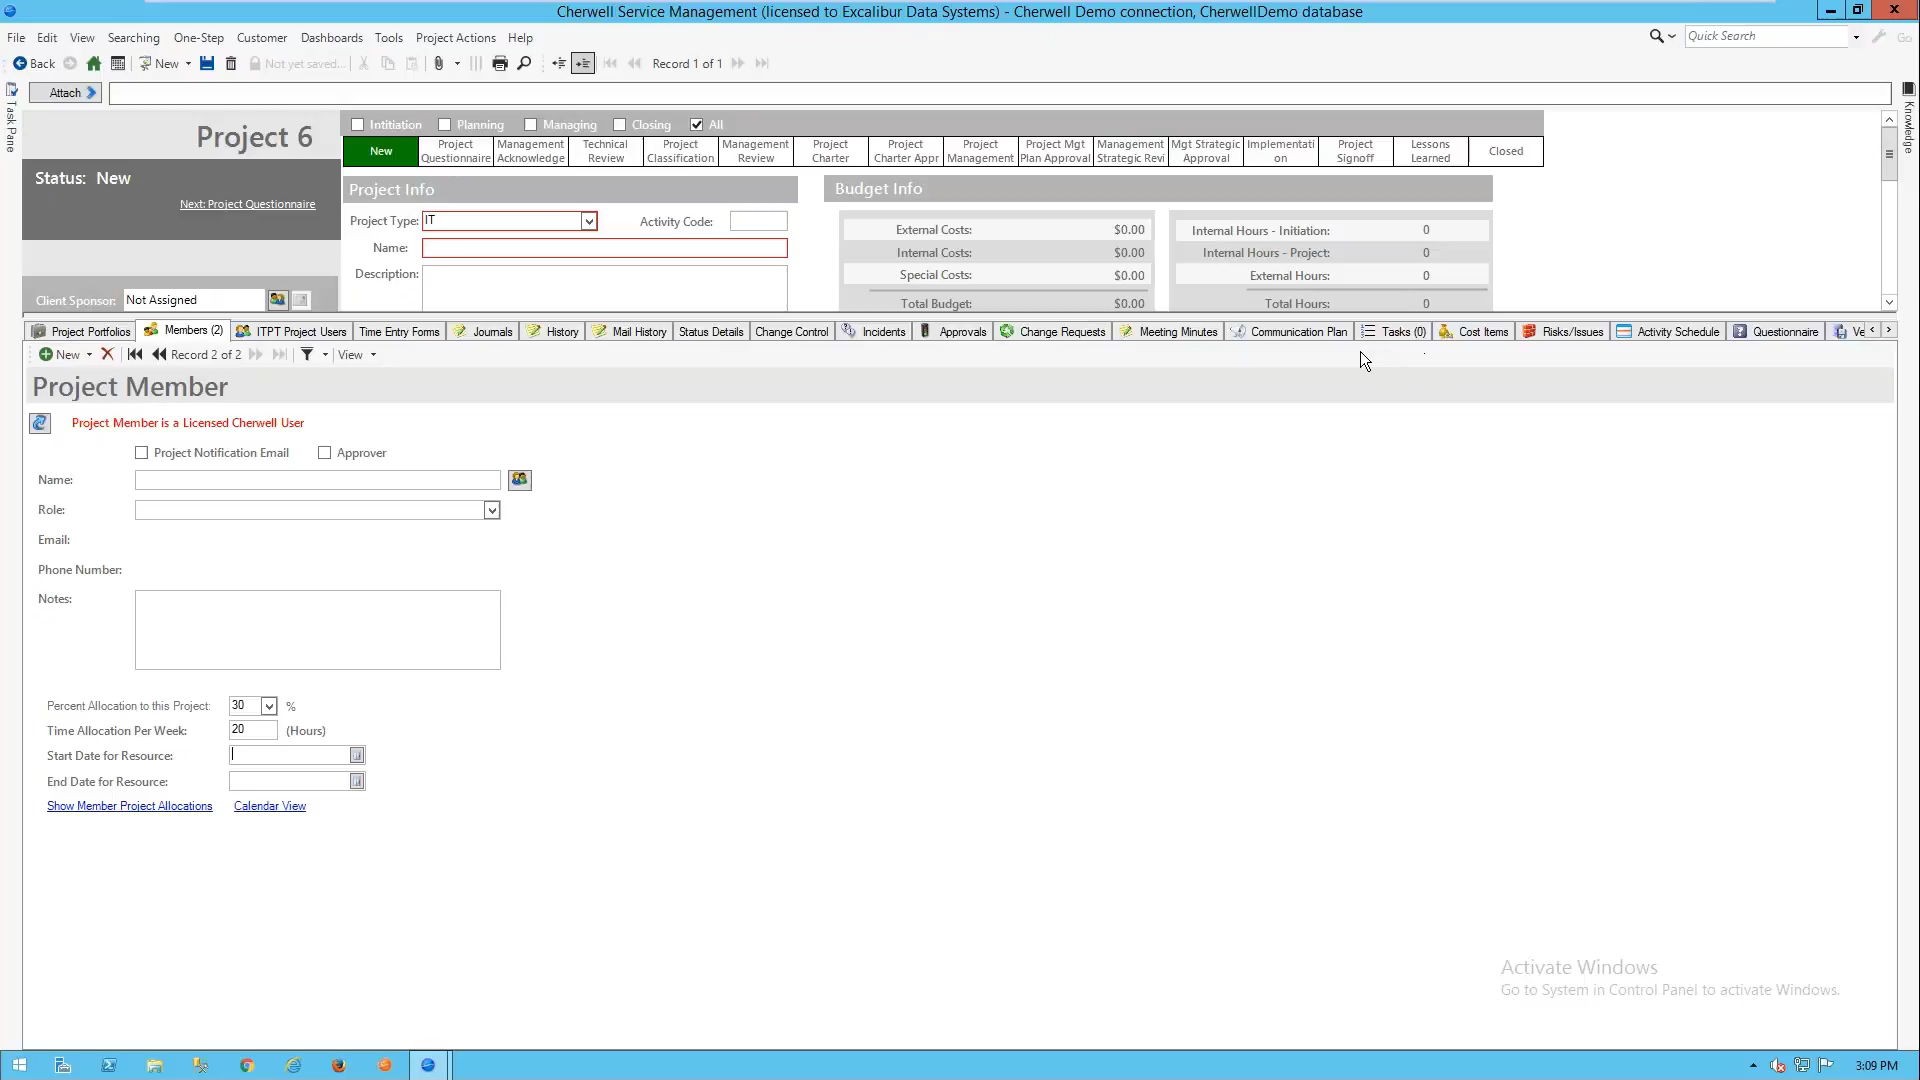 Cherwell Service Management (licensed to Excalibur Data Systems) - Cherwell Demo connection, CherwellDemo database
File Edit View Searching One-Step Customer Dashboards Tools Project Actions Help
Quick Search Go
Back New Not yet saved... Record 1 of 1
Attach
Task Pane
Knowledge
Project 6
Status: New
Next: Project Questionnaire
Client Sponsor: Not Assigned
Intitiation Planning Managing Closing All
New
Project Questionnaire
Management Acknowledge
Technical Review
Project Classification
Management Review
Project Charter
Project Charter Appr
Project Management
Project Mgt Plan Approval
Management Strategic Revi
Mgt Strategic Approval
Implementati on
Project Signoff
Lessons Learned
Closed
Project Info
Project Type: IT Activity Code:
Name:
Description:
Budget Info
External Costs: $0.00
Internal Costs: $0.00
Special Costs: $0.00
Total Budget: $0.00
Internal Hours - Initiation: 0
Internal Hours - Project: 0
External Hours: 0
Total Hours: 0
Project Portfolios Members (2) ITPT Project Users Time Entry Forms Journals History Mail History Status Details Change Control Incidents Approvals Change Requests Meeting Minutes Communication Plan Tasks (0) Cost Items Risks/Issues Activity Schedule Questionnaire Ve
New Record 2 of 2 View
Project Member
Project Member is a Licensed Cherwell User
Project Notification Email Approver
Name:
Role:
Email:
Phone Number:
Notes:
Percent Allocation to this Project: 30 %
Time Allocation Per Week: 20 (Hours)
Start Date for Resource:
End Date for Resource:
Show Member Project Allocations Calendar View
Activate Windows
Go to System in Control Panel to activate Windows.
3:09 PM